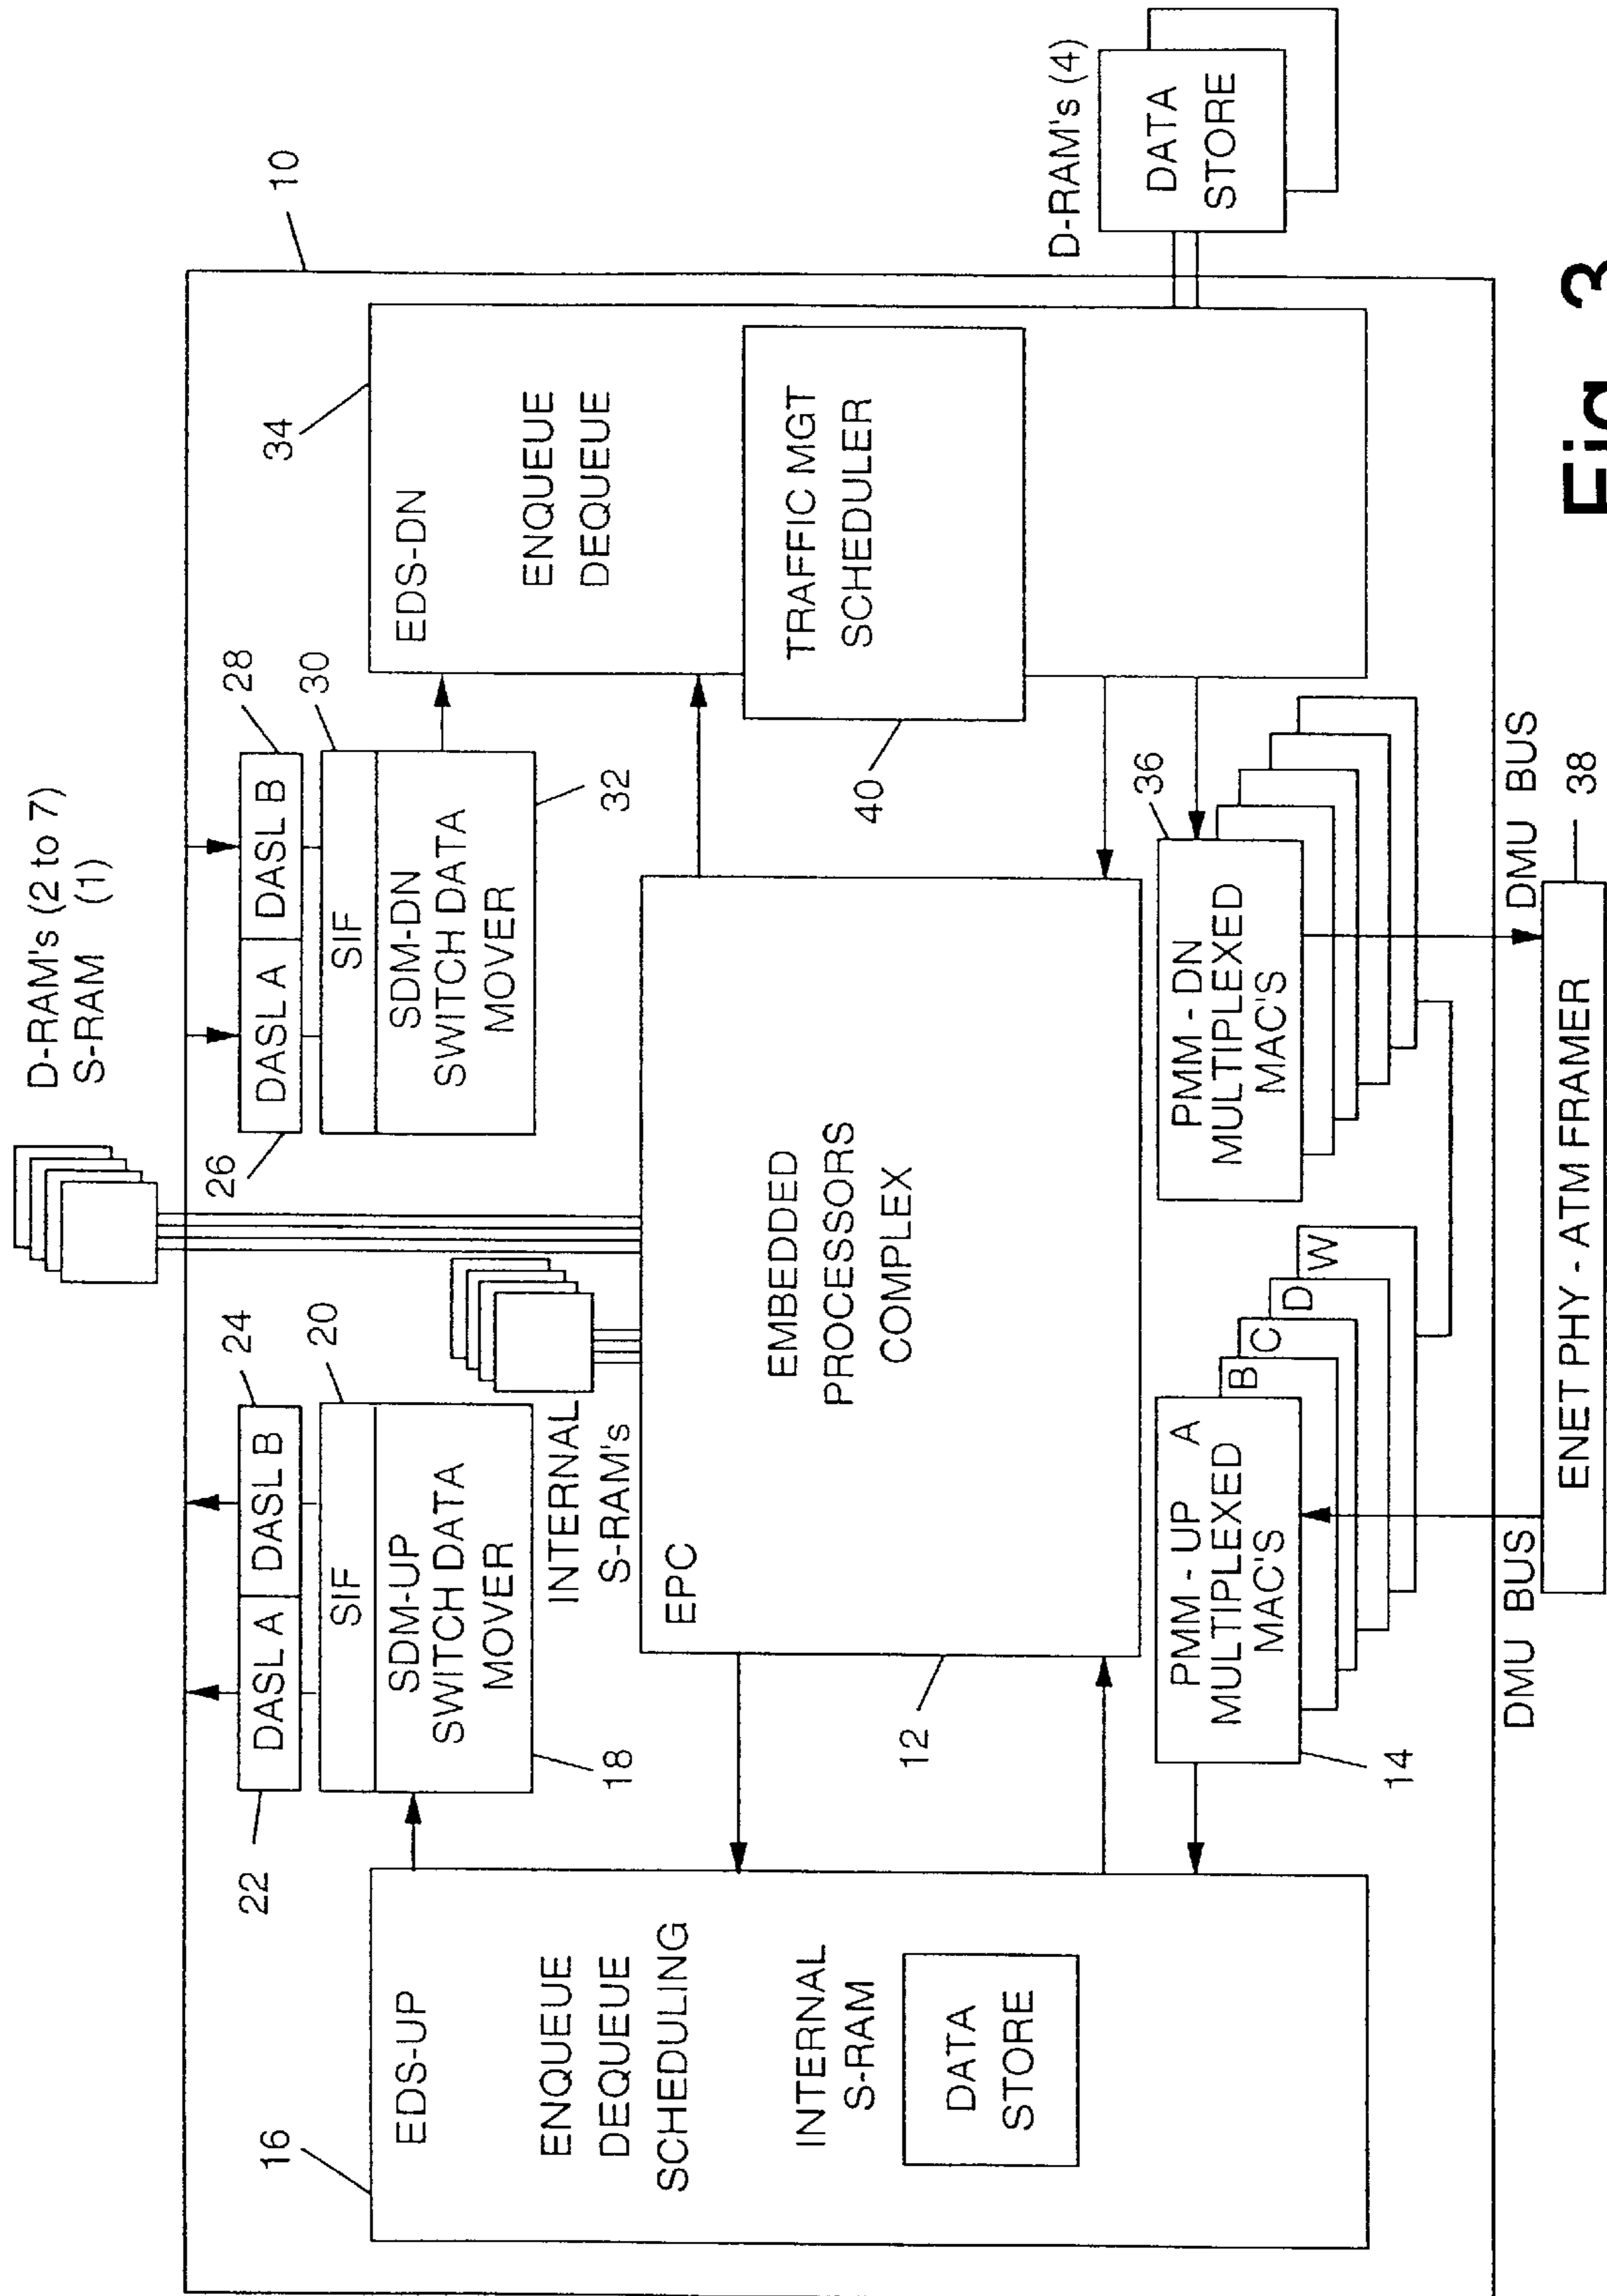 D-RAM's (2 to 7)
S-RAM (1)
10
22
24
26
28
DASL A
DASL B
DASL A
DASL B
20
30
SIF
SDM-UP
SWITCH DATA
MOVER
18
SIF
SDM-DN
SWITCH DATA
MOVER
32
16
EDS-UP
ENQUEUE
DEQUEUE
SCHEDULING
INTERNAL
S-RAM
DATA
STORE
INTERNAL
S-RAM's
34
EDS-DN
ENQUEUE
DEQUEUE
TRAFFIC MGT
SCHEDULER
40
D-RAM's (4)
DATA
STORE
EPC
EMBEDDED
PROCESSORS
COMPLEX
12
PMM - UP A
MULTIPLEXED
MAC'S
B
C
D
W
14
36
PMM - DN
MULTIPLEXED
MAC'S
DMU BUS
DMU BUS
ENET PHY - ATM FRAMER
38
Fig. 3